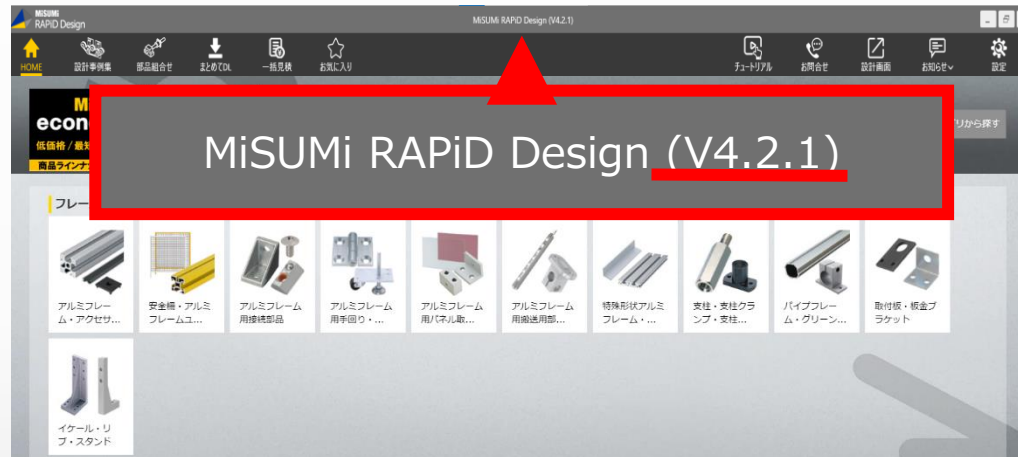 MiSUMi
RAPiD Design
MiSUMi RAPiD Design (V4.2.1)
HOME
設計事例集
部品組合せ
まとめてDL
一括見積
お気に入り
チュートリアル
お問合せ
設計画面
お知らせ
設定
M
econ
低価格/最
商品ラインナ
リから探す
MiSUMi RAPiD Design (V4.2.1)
フレー
アルミフレー
ム・アクセサ...
安全柵・アルミ
フレームユ...
アルミフレーム
用接続部品
アルミフレーム
用手回り・...
アルミフレーム
用パネル取...
アルミフレーム
用搬送用部...
特殊形状アルミ
フレーム・...
支柱・支柱クラ
ンプ・支柱...
パイプフレー
ム・グリーン...
取付板・板金ブ
ラケット
イケール・リ
ブ・スタンド